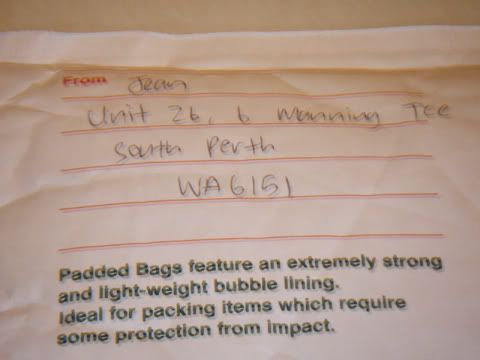 From Jean
Unit 26, 6 Manning Tce
South Perth
WA 6151
Padded Bags feature an extremely strong
and light-weight bubble lining.
Ideal for packing items which require
some protection from impact.